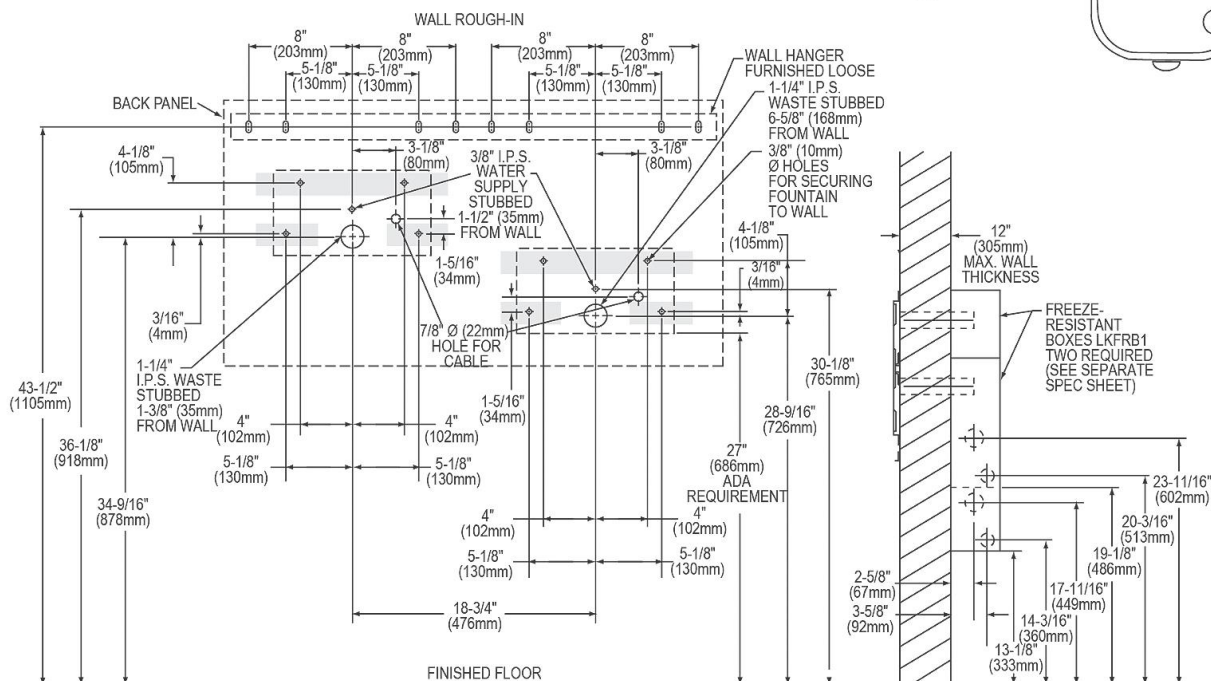 WALL ROUGH-IN
8"
(203mm)
8"
(203mm)
8"
(203mm)
8"
(203mm)
5-1/8"
(130mm)
5-1/8"
(130mm)
5-1/8"
(130mm)
5-1/8"
(130mm)
BACK PANEL
WALL HANGER
FURNISHED LOOSE
1-1/4" I.P.S.
WASTE STUBBED
6-5/8" (168mm)
FROM WALL
3/8" (10mm)
Ø HOLES
FOR SECURING
FOUNTAIN
TO WALL
4-1/8"
(105mm)
3-1/8"
(80mm)
3/8" I.P.S.
WATER
SUPPLY
STUBBED
1-1/2" (35mm)
FROM WALL
3-1/8"
(80mm)
4-1/8"
(105mm)
3/16"
(4mm)
1-5/16"
(34mm)
3/16"
(4mm)
7/8" Ø (22mm)
HOLE FOR
CABLE
1-1/4"
I.P.S. WASTE
STUBBED
1-3/8" (35mm)
FROM WALL
1-5/16"
(34mm)
43-1/2"
(1105mm)
36-1/8"
(918mm)
34-9/16"
(878mm)
4"
(102mm)
4"
(102mm)
5-1/8"
(130mm)
5-1/8"
(130mm)
30-1/8"
(765mm)
28-9/16"
(726mm)
27"
(686mm)
ADA
REQUIREMENT
4"
(102mm)
4"
(102mm)
5-1/8"
(130mm)
5-1/8"
(130mm)
18-3/4"
(476mm)
FINISHED FLOOR
12"
(305mm)
MAX. WALL
THICKNESS
FREEZE-
RESISTANT
BOXES LKFRB1
TWO REQUIRED
(SEE SEPARATE
SPEC SHEET)
23-11/16"
(602mm)
20-3/16"
(513mm)
19-1/8"
(486mm)
17-11/16"
(449mm)
14-3/16"
(360mm)
13-1/8"
(333mm)
2-5/8"
(67mm)
3-5/8"
(92mm)